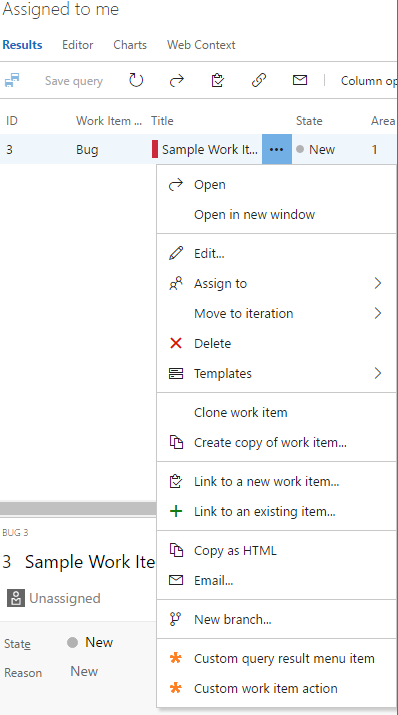 Assigned to me
Results Editor Charts Web Context
Save query Column op
ID Work Item ... Title State Area
3 Bug Sample Work It... ... New 1
Open
Open in new window
Edit...
Assign to
Move to iteration
Delete
Templates
Clone work item
Create copy of work item...
Link to a new work item...
Link to an existing item...
Copy as HTML
Email...
New branch...
Custom query result menu item
Custom work item action
BUG 3
3 Sample Work Ite
Unassigned
State New
Reason New